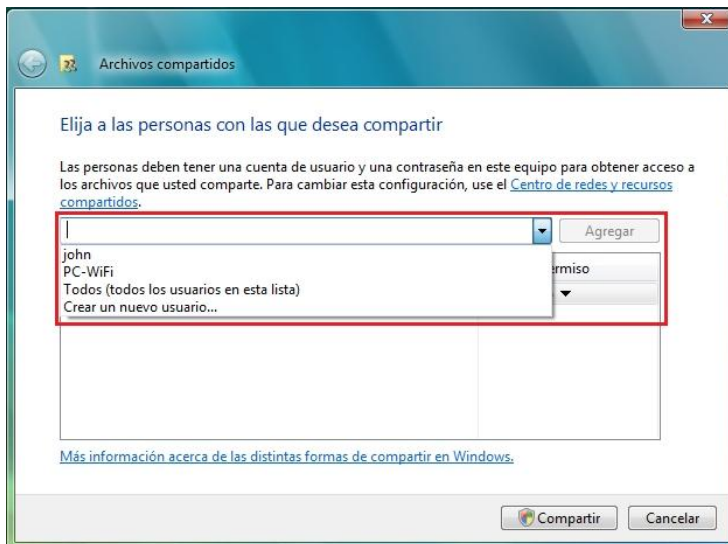 Archivos compartidos
Elija a las personas con las que desea compartir
Las personas deben tener una cuenta de usuario y una contraseña en este equipo para obtener acceso a
los archivos que usted comparte. Para cambiar esta configuración, use el Centro de redes y recursos
compartidos.
Agregar
john
PC-WiFi
Todos (todos los usuarios en esta lista)
Crear un nuevo usuario...
ermiso
Más información acerca de las distintas formas de compartir en Windows.
Compartir Cancelar